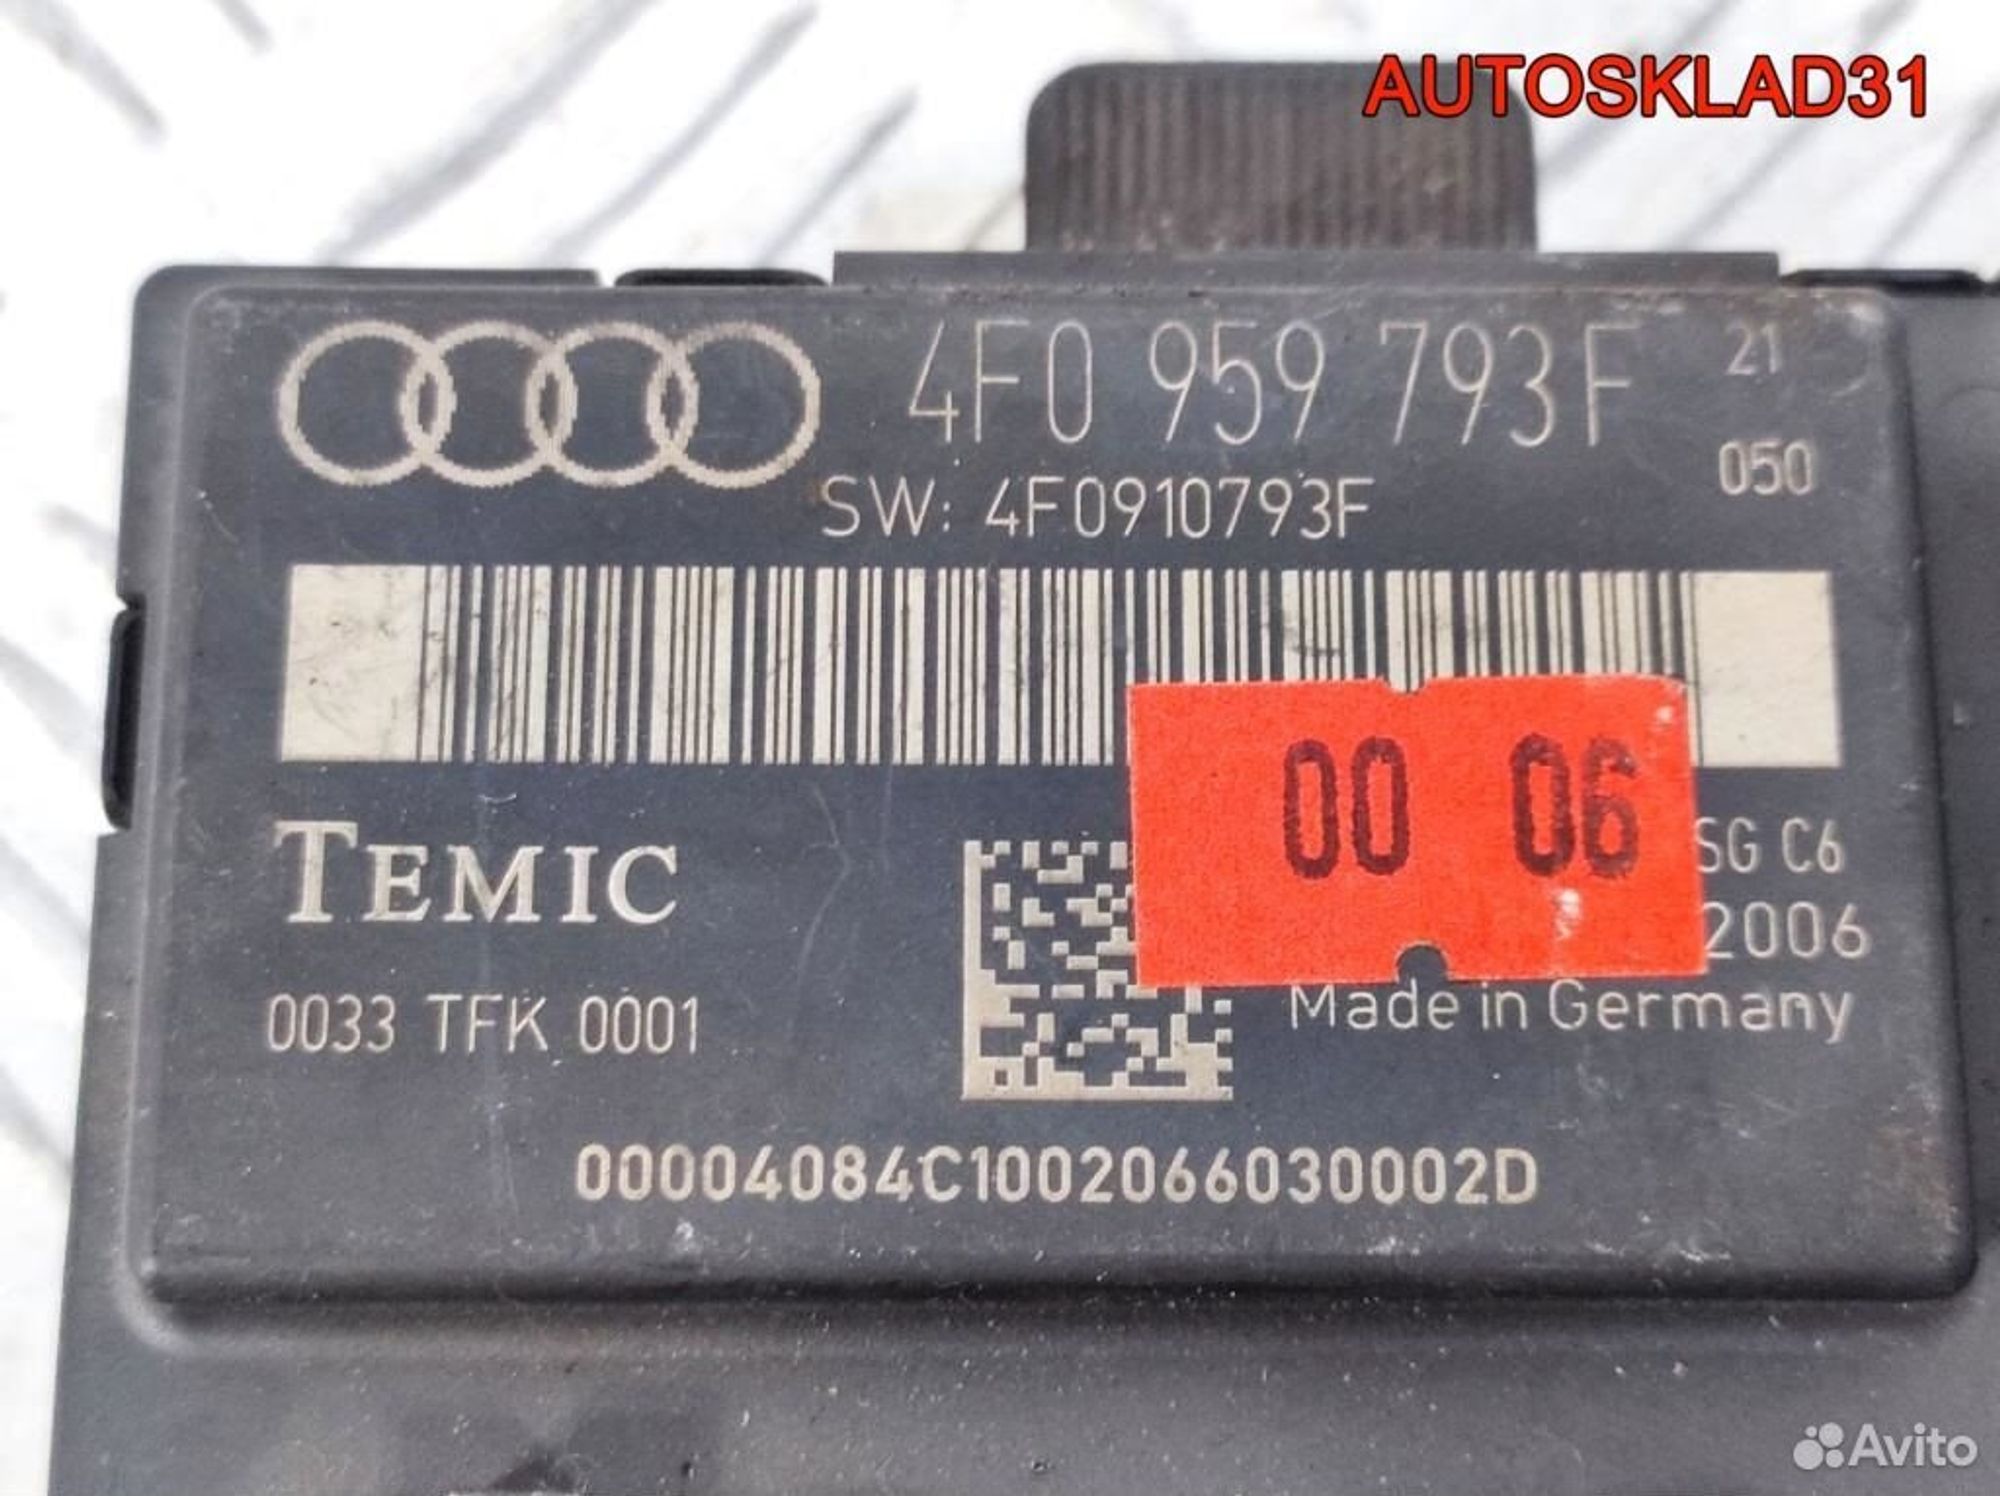 AUTOSKLAD31
4F0 959 793F 21
050
SW: 4F0910793F
00 06
TEMIC
SG C6
2006
0033 TFK 0001
Made in Germany
00004084C1002066030002D
Avito